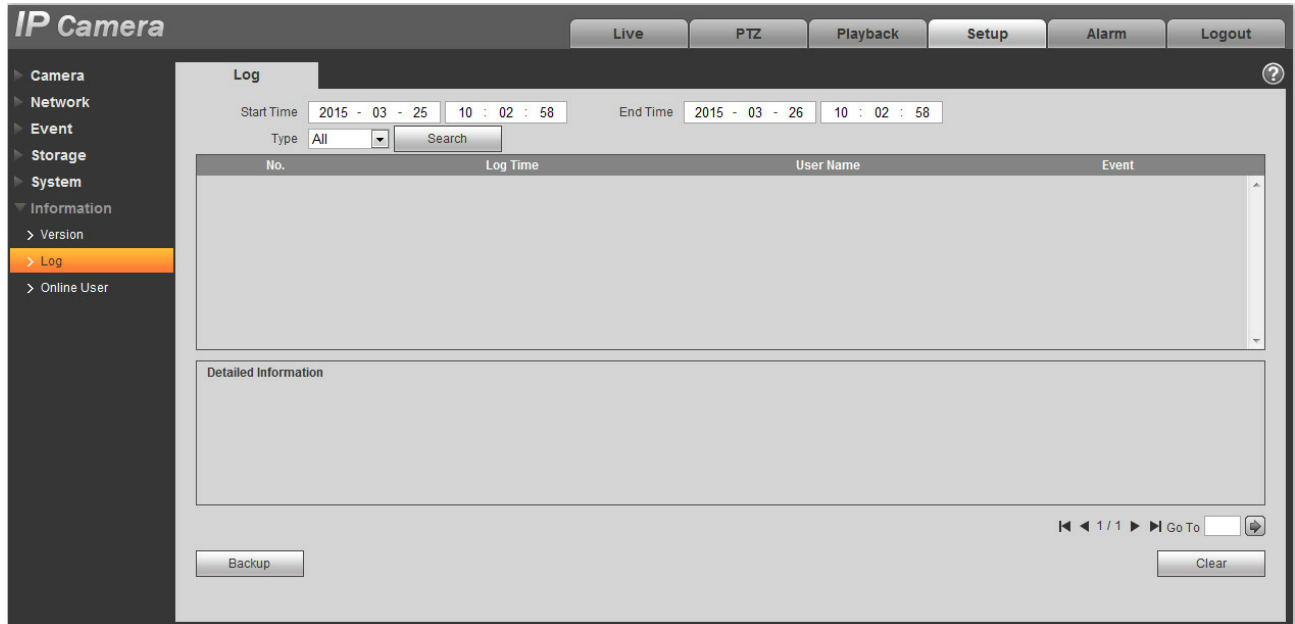 IP Camera
Live PTZ Playback Setup Alarm Logout
Camera
Network
Event
Storage
System
Information
Version
Log
Online User
Log
Start Time 2015 - 03 - 25 10 : 02 : 58 End Time 2015 - 03 - 26 10 : 02 : 58
Type All Search
No. Log Time User Name Event
Detailed Information
1 / 1 Go To
Backup Clear